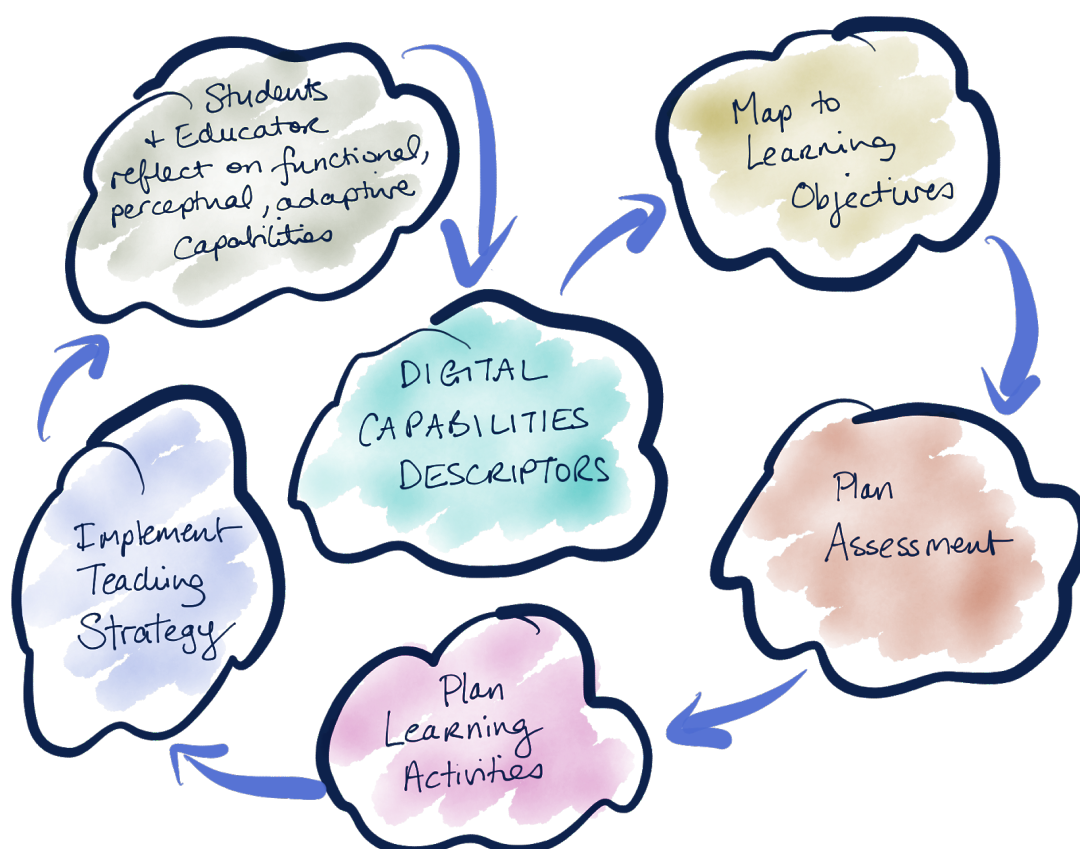 Students
+ Educator
reflect on functional,
perceptual, adaptive
Capabilities
Map to
Learning
Objectives
DIGITAL
CAPABILITIES
DESCRIPTORS
Plan
Assessment
Implement
Teaching
Strategy
Plan
Learning
Activities